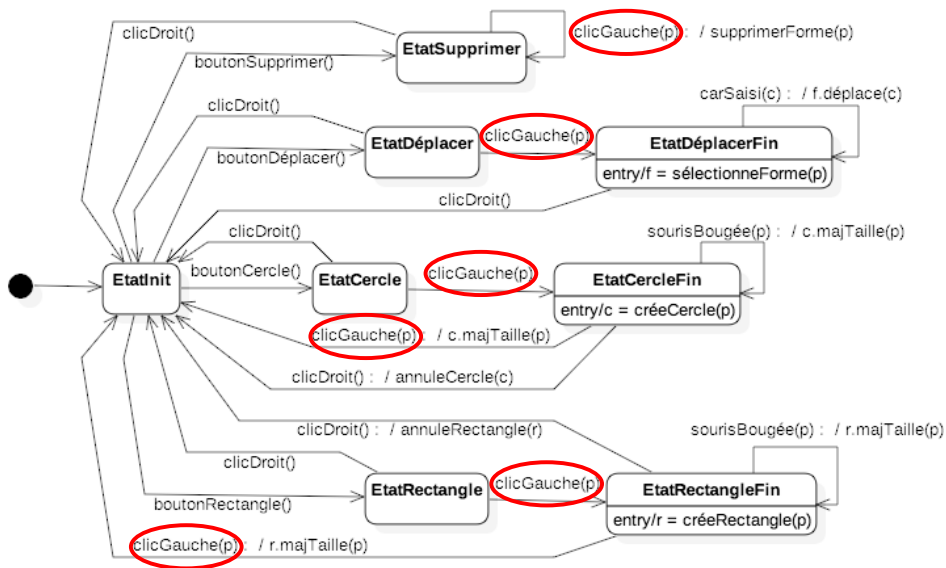 clicDroit()
EtatSupprimer
clicGauche(p) : / supprimerForme(p)
boutonSupprimer()
carSaisi(c) : / f.déplace(c)
clicDroit()
EtatDéplacer
clicGauche(p)
EtatDéplacerFin
boutonDéplacer()
entry/f = sélectionneForme(p)
clicDroit()
sourisBougée(p) : / c.majTaille(p)
clicDroit()
EtatInit
boutonCercle()
EtatCercle
clicGauche(p)
EtatCercleFin
entry/c = créeCercle(p)
clicGauche(p) : / c.majTaille(p)
clicDroit() : / annuleCercle(c)
clicDroit() : / annuleRectangle(r)
sourisBougée(p) : / r.majTaille(p)
clicDroit()
EtatRectangle
clicGauche(p)
EtatRectangleFin
boutonRectangle()
entry/r = créeRectangle(p)
clicGauche(p) : / r.majTaille(p)